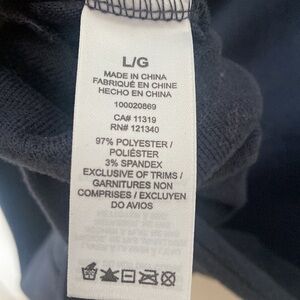 L/G
MADE IN CHINA
FABRIQUÉ EN CHINE
HECHO EN CHINA
100020869
CA# 11319
RN# 121340
97% POLYESTER /
POLIÉSTER
3% SPANDEX
EXCLUSIVE OF TRIMS /
GARNITURES NON
COMPRISES / EXCLUYEN
DO AVIOS